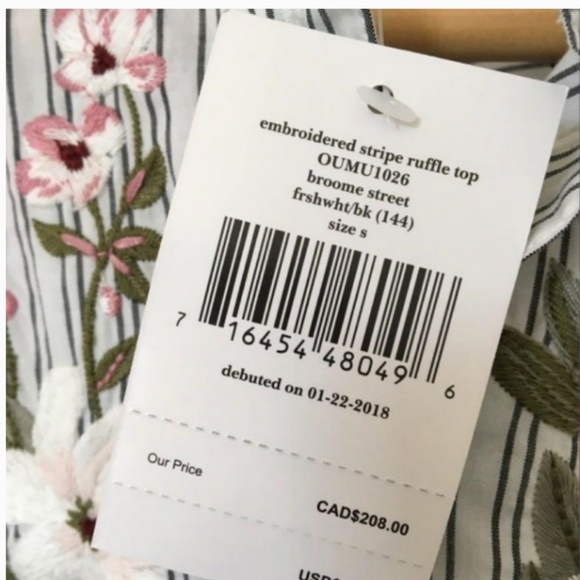 embroidered stripe ruffle top
OUMU1026
broome street
frshwht/bk (144)
size s
7 16454 48049 6
debuted on 01-22-2018
Our Price
CAD$208.00